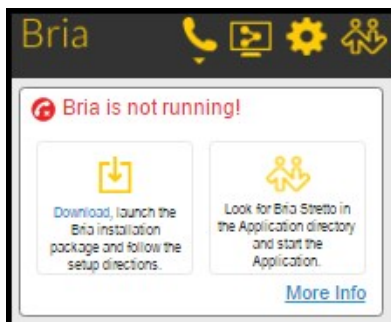 Bria
Bria is not running!
Download, launch the
Bria installation
package and follow the
setup directions.
Look for Bria Stretto in
the Application directory
and start the
Application.
More Info